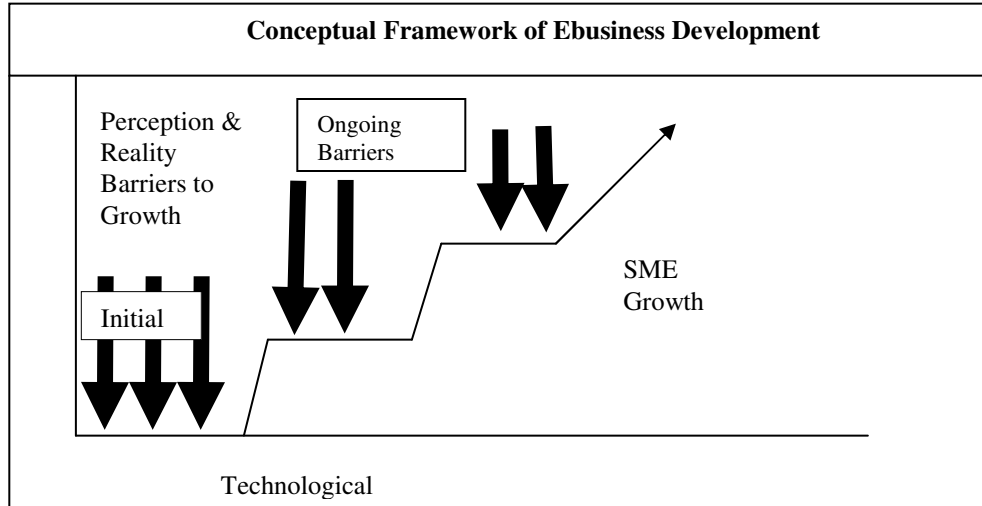 Conceptual Framework of Ebusiness Development
Perception &
Reality
Barriers to
Growth
Ongoing
Barriers
Initial
SME
Growth
Technological